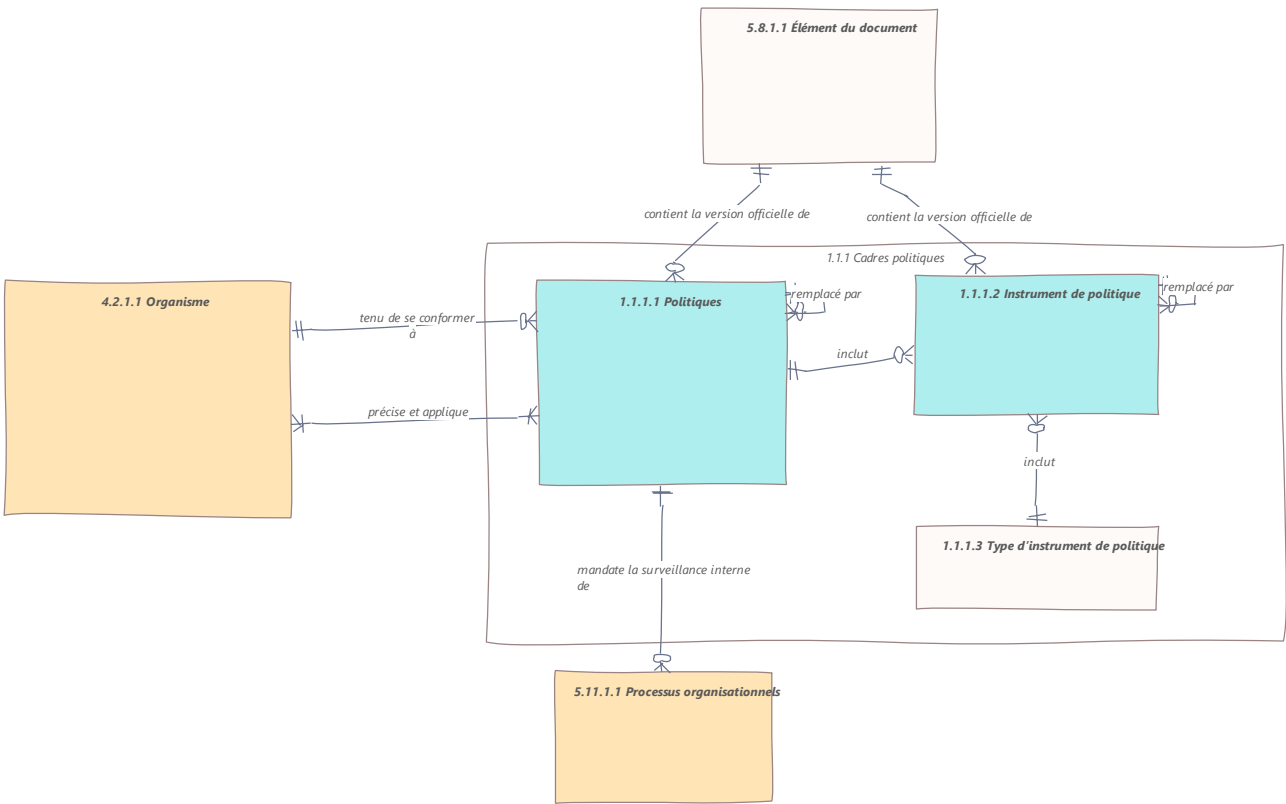 5.8.1.1 Élément du document
contient la version officielle de
contient la version officielle de
1.1.1 Cadres politiques
4.2.1.1 Organisme
1.1.1.1 Politiques
remplacé par
1.1.1.2 Instrument de politique
remplacé par
tenu de se conformer
à
inclut
précise et applique
inclut
1.1.1.3 Type d'instrument de politique
mandate la surveillance interne
de
5.11.1.1 Processus organisationnels